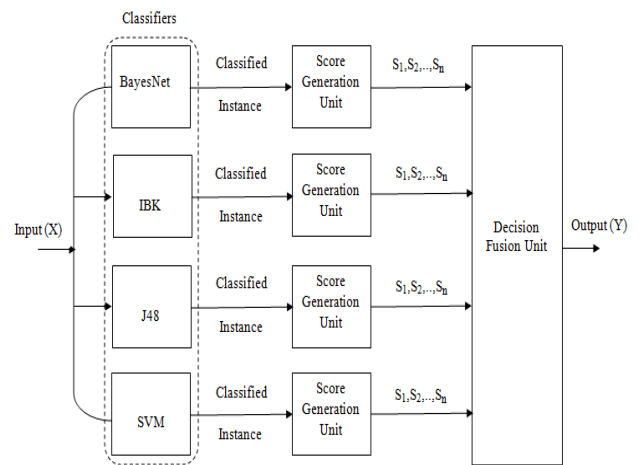 Classifiers
BayesNet
Classified
Instance
Score
Generation
Unit
S1,S2,..,Sn
IBK
Classified
Instance
Score
Generation
Unit
S1,S2,..,Sn
Input (X)
Decision
Fusion Unit
Output (Y)
J48
Classified
Instance
Score
Generation
Unit
S1,S2,..,Sn
SVM
Classified
Instance
Score
Generation
Unit
S1,S2,..,Sn